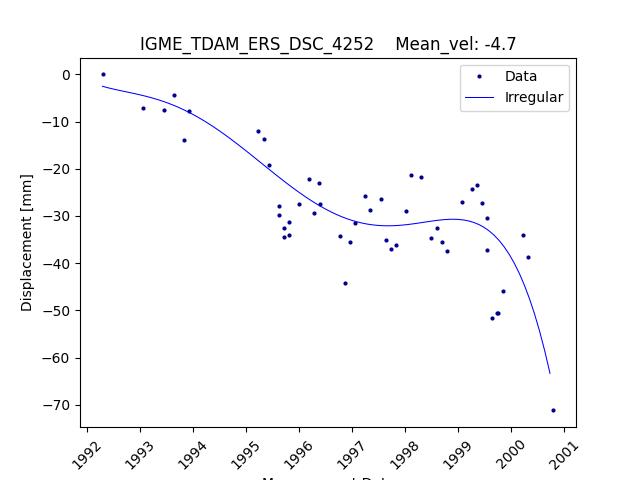 IGME_TDAM_ERS_DSC_4252    Mean_vel: -4.7
Data
Irregular
0
−10
−20
−30
−40
−50
−60
−70
Displacement [mm]
1992 1993 1994 1995 1996 1997 1998 1999 2000 2001